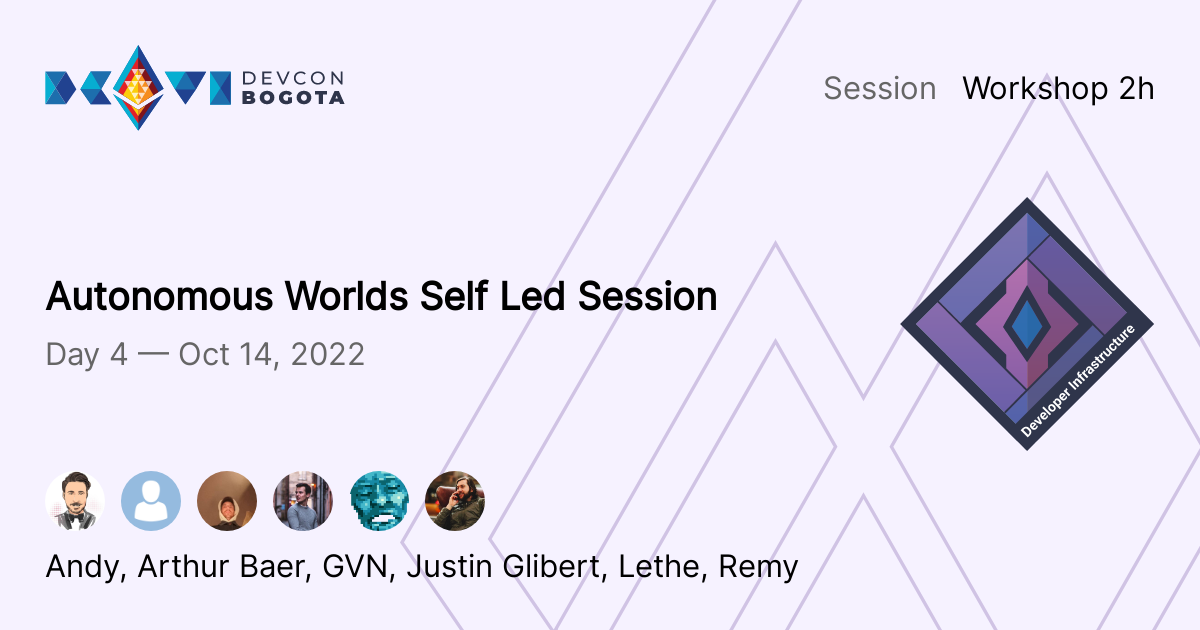 DEVCON
BOGOTA
Session Workshop 2h
Autonomous Worlds Self Led Session
Day 4 — Oct 14, 2022
Developer Infrastructure
Andy, Arthur Baer, GVN, Justin Glibert, Lethe, Remy